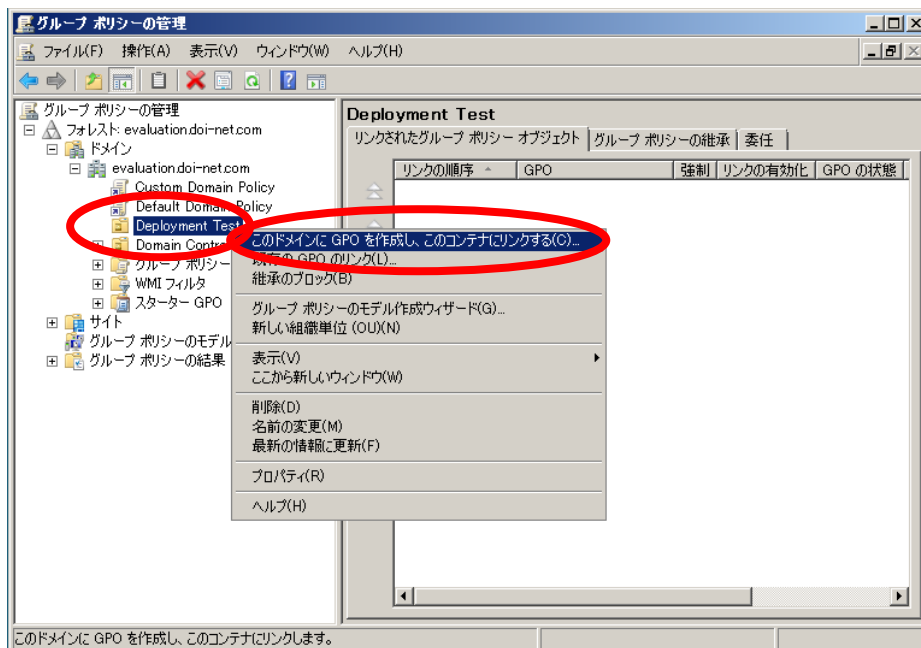 グループ ポリシーの管理
ファイル(F) 操作(A) 表示(V) ウィンドウ(W) ヘルプ(H)
グループ ポリシーの管理
フォレスト: evaluation.doi-net.com
ドメイン
evaluation.doi-net.com
Custom Domain Policy
Default Domain Policy
Deployment Test
Domain Contro
グループ ポリシー
WMI フィルタ
スターター GPO
サイト
グループ ポリシーのモデル
グループ ポリシーの結果
Deployment Test
リンクされたグループ ポリシー オブジェクト グループ ポリシーの継承 委任
リンクの順序 GPO 強制 リンクの有効化 GPO の状態
このドメインに GPO を作成し、このコンテナにリンクする(C)...
既存の GPO のリンク(L)...
継承のブロック(B)
グループ ポリシーのモデル作成ウィザード(G)...
新しい組織単位 (OU)(N)
表示(V)
ここから新しいウィンドウ(W)
削除(D)
名前の変更(M)
最新の情報に更新(F)
プロパティ(R)
ヘルプ(H)
このドメインに GPO を作成し、このコンテナにリンクします。